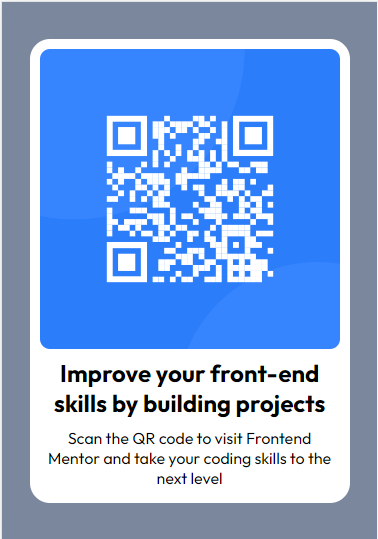 Improve your front-end
skills by building projects
Scan the QR code to visit Frontend
Mentor and take your coding skills to the
next level